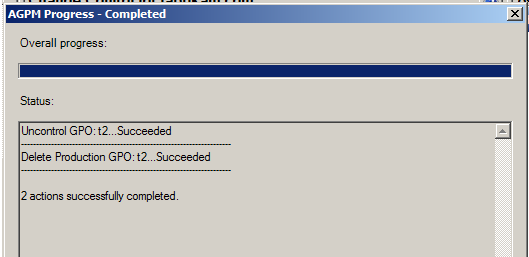 AGPM Progress - Completed
Overall progress:
Status:
Uncontrol GPO: t2...Succeeded
Delete Production GPO: t2...Succeeded
2 actions successfully completed.